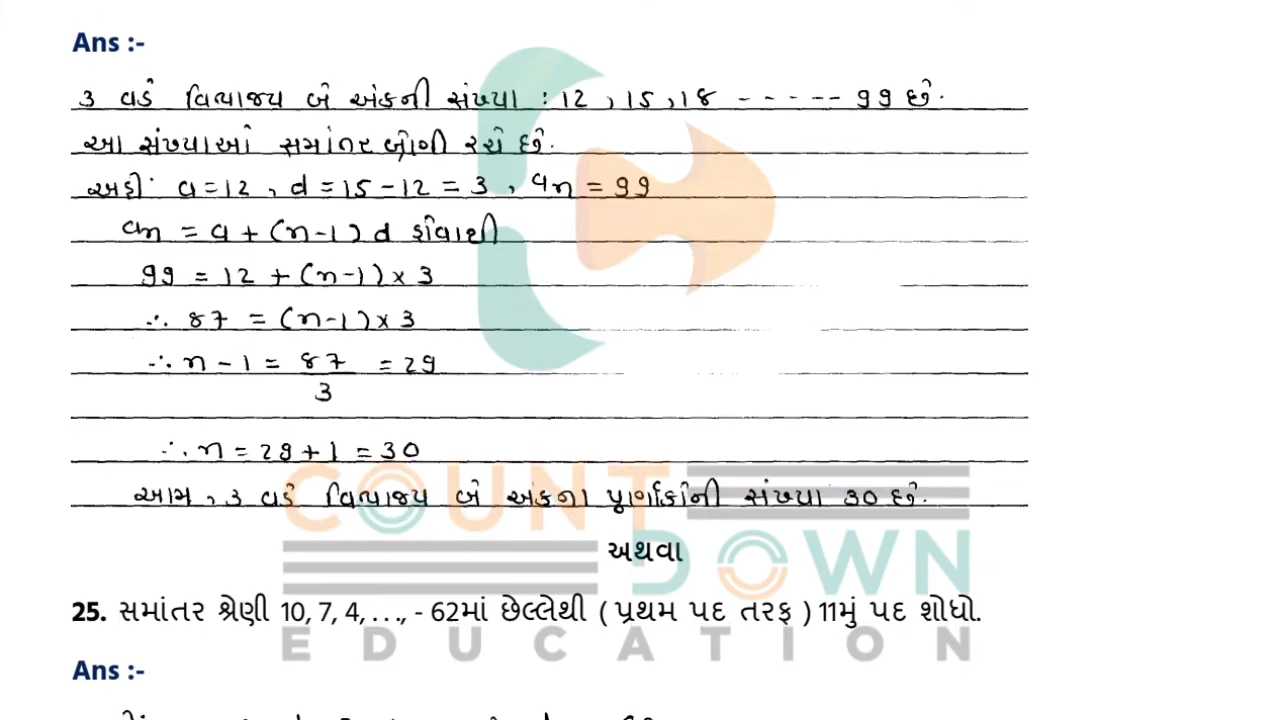 Ans :-
3 વડે વિભાજ્ય બે અંકની સંખ્યા : 12 , 15 , 18 - - - - - - 99 છે.
આ સંખ્યાઓ સમાંતર શ્રેણી રચે છે.
અહીં a = 12 , d = 15 - 12 = 3 , an = 99
an = a + (n-1) d હોવાથી
99 = 12 + (n-1) × 3
∴ 87 = (n-1) × 3
∴ n - 1 = 87/3 = 29
∴ n = 29 + 1 = 30
આમ , 3 વડે વિભાજ્ય બે અંકના પૂર્ણાંકોની સંખ્યા 30 છે.
COUNT
અથવા
DOWN
25. સમાંતર શ્રેણી 10, 7, 4, ..., - 62માં છેલ્લેથી ( પ્રથમ પદ તરફ ) 11મું પદ શોધો.
EDUCATION
Ans :-